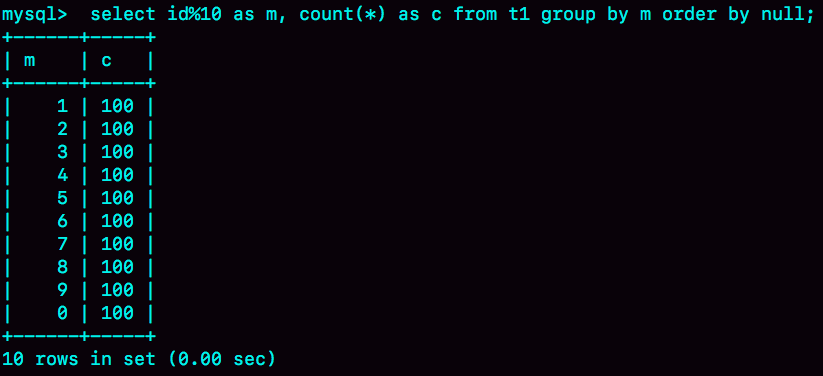 mysql>  select id%10 as m, count(*) as c from t1 group by m order by null;
+------+-----+
| m    | c   |
+------+-----+
|    1 | 100 |
|    2 | 100 |
|    3 | 100 |
|    4 | 100 |
|    5 | 100 |
|    6 | 100 |
|    7 | 100 |
|    8 | 100 |
|    9 | 100 |
|    0 | 100 |
+------+-----+
10 rows in set (0.00 sec)